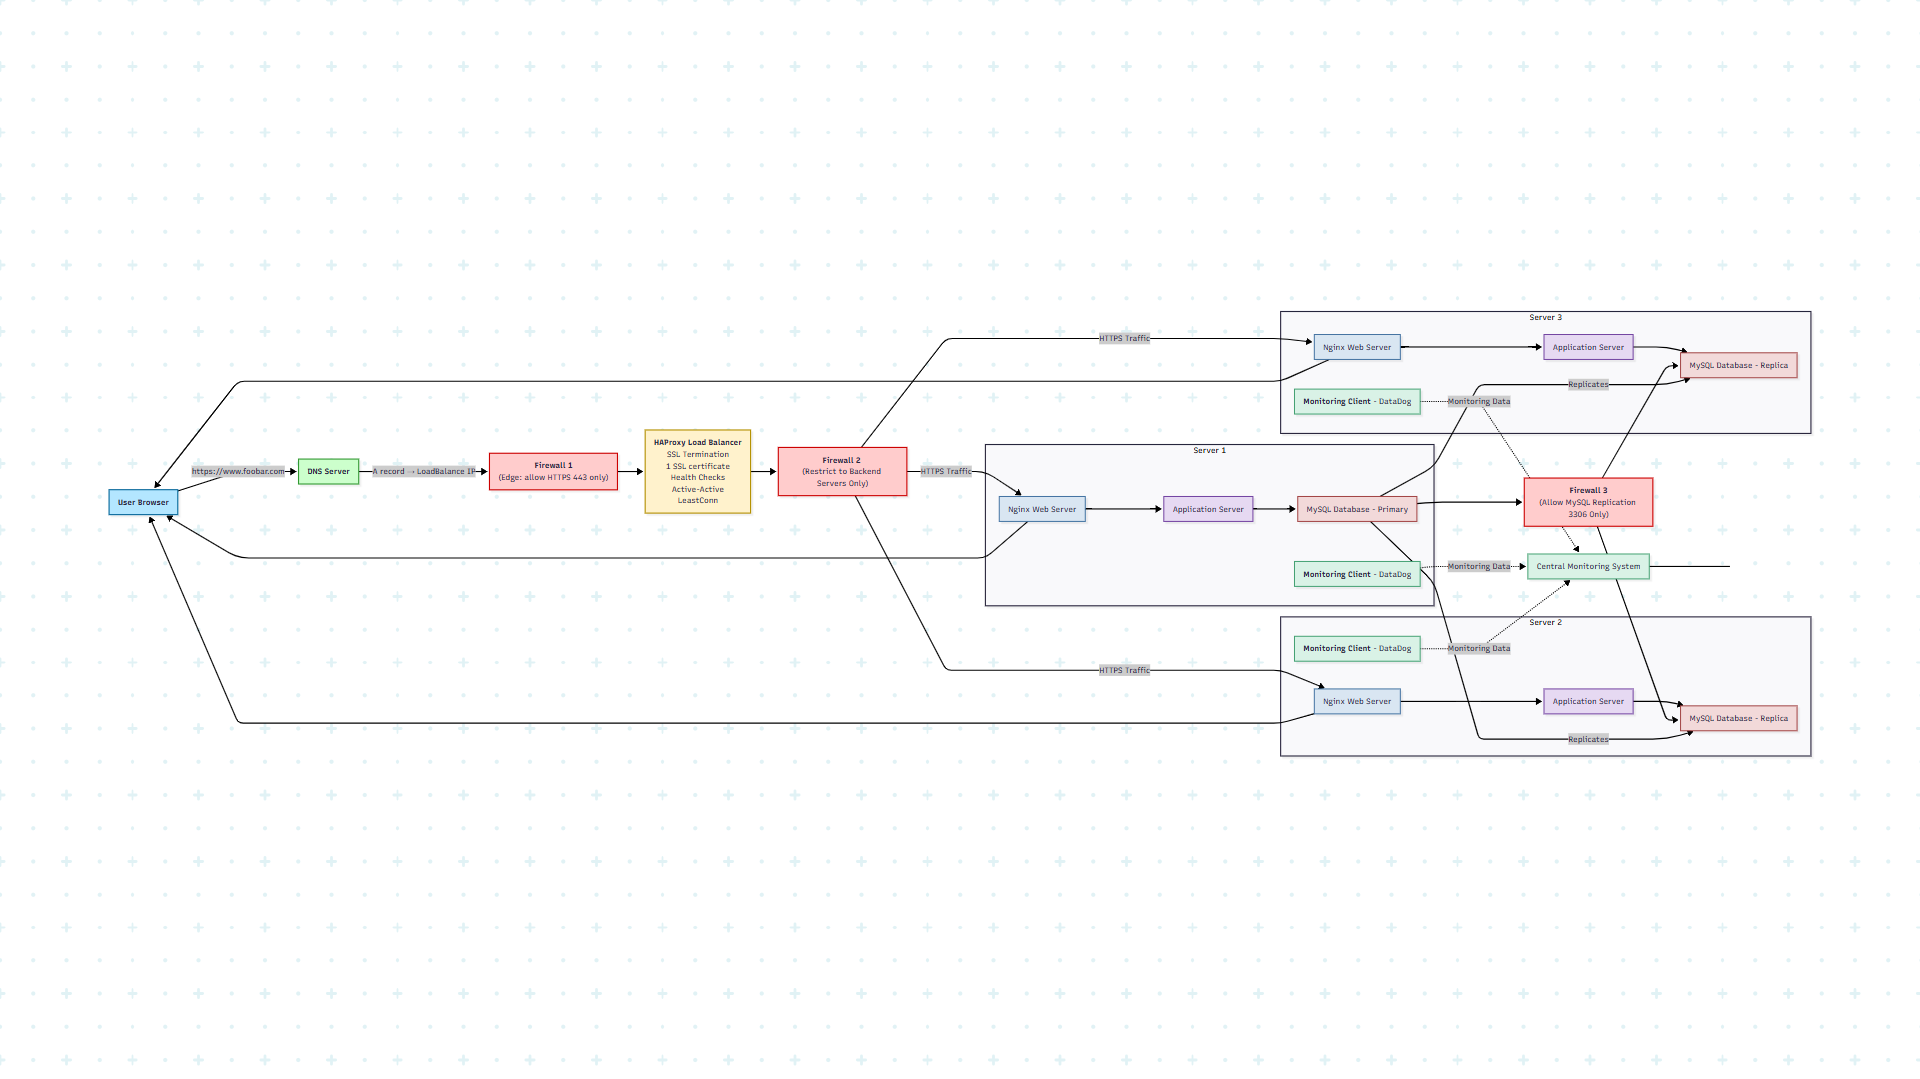 Server 3
HTTPS Traffic
Nginx Web Server
Application Server
MySQL Database - Replica
Replicates
Monitoring Client - DataDog
Monitoring Data
User Browser
https://www.foobar.com
DNS Server
A record → LoadBalance IP
Firewall 1
(Edge: allow HTTPS 443 only)
HAProxy Load Balancer
SSL Termination
1 SSL certificate
Health Checks
Active-Active
LeastConn
Firewall 2
(Restrict to Backend
Servers Only)
HTTPS Traffic
Server 1
Nginx Web Server
Application Server
MySQL Database - Primary
Monitoring Client - DataDog
Monitoring Data
Firewall 3
(Allow MySQL Replication
3306 Only)
Central Monitoring System
Server 2
Monitoring Client - DataDog
Monitoring Data
HTTPS Traffic
Nginx Web Server
Application Server
MySQL Database - Replica
Replicates